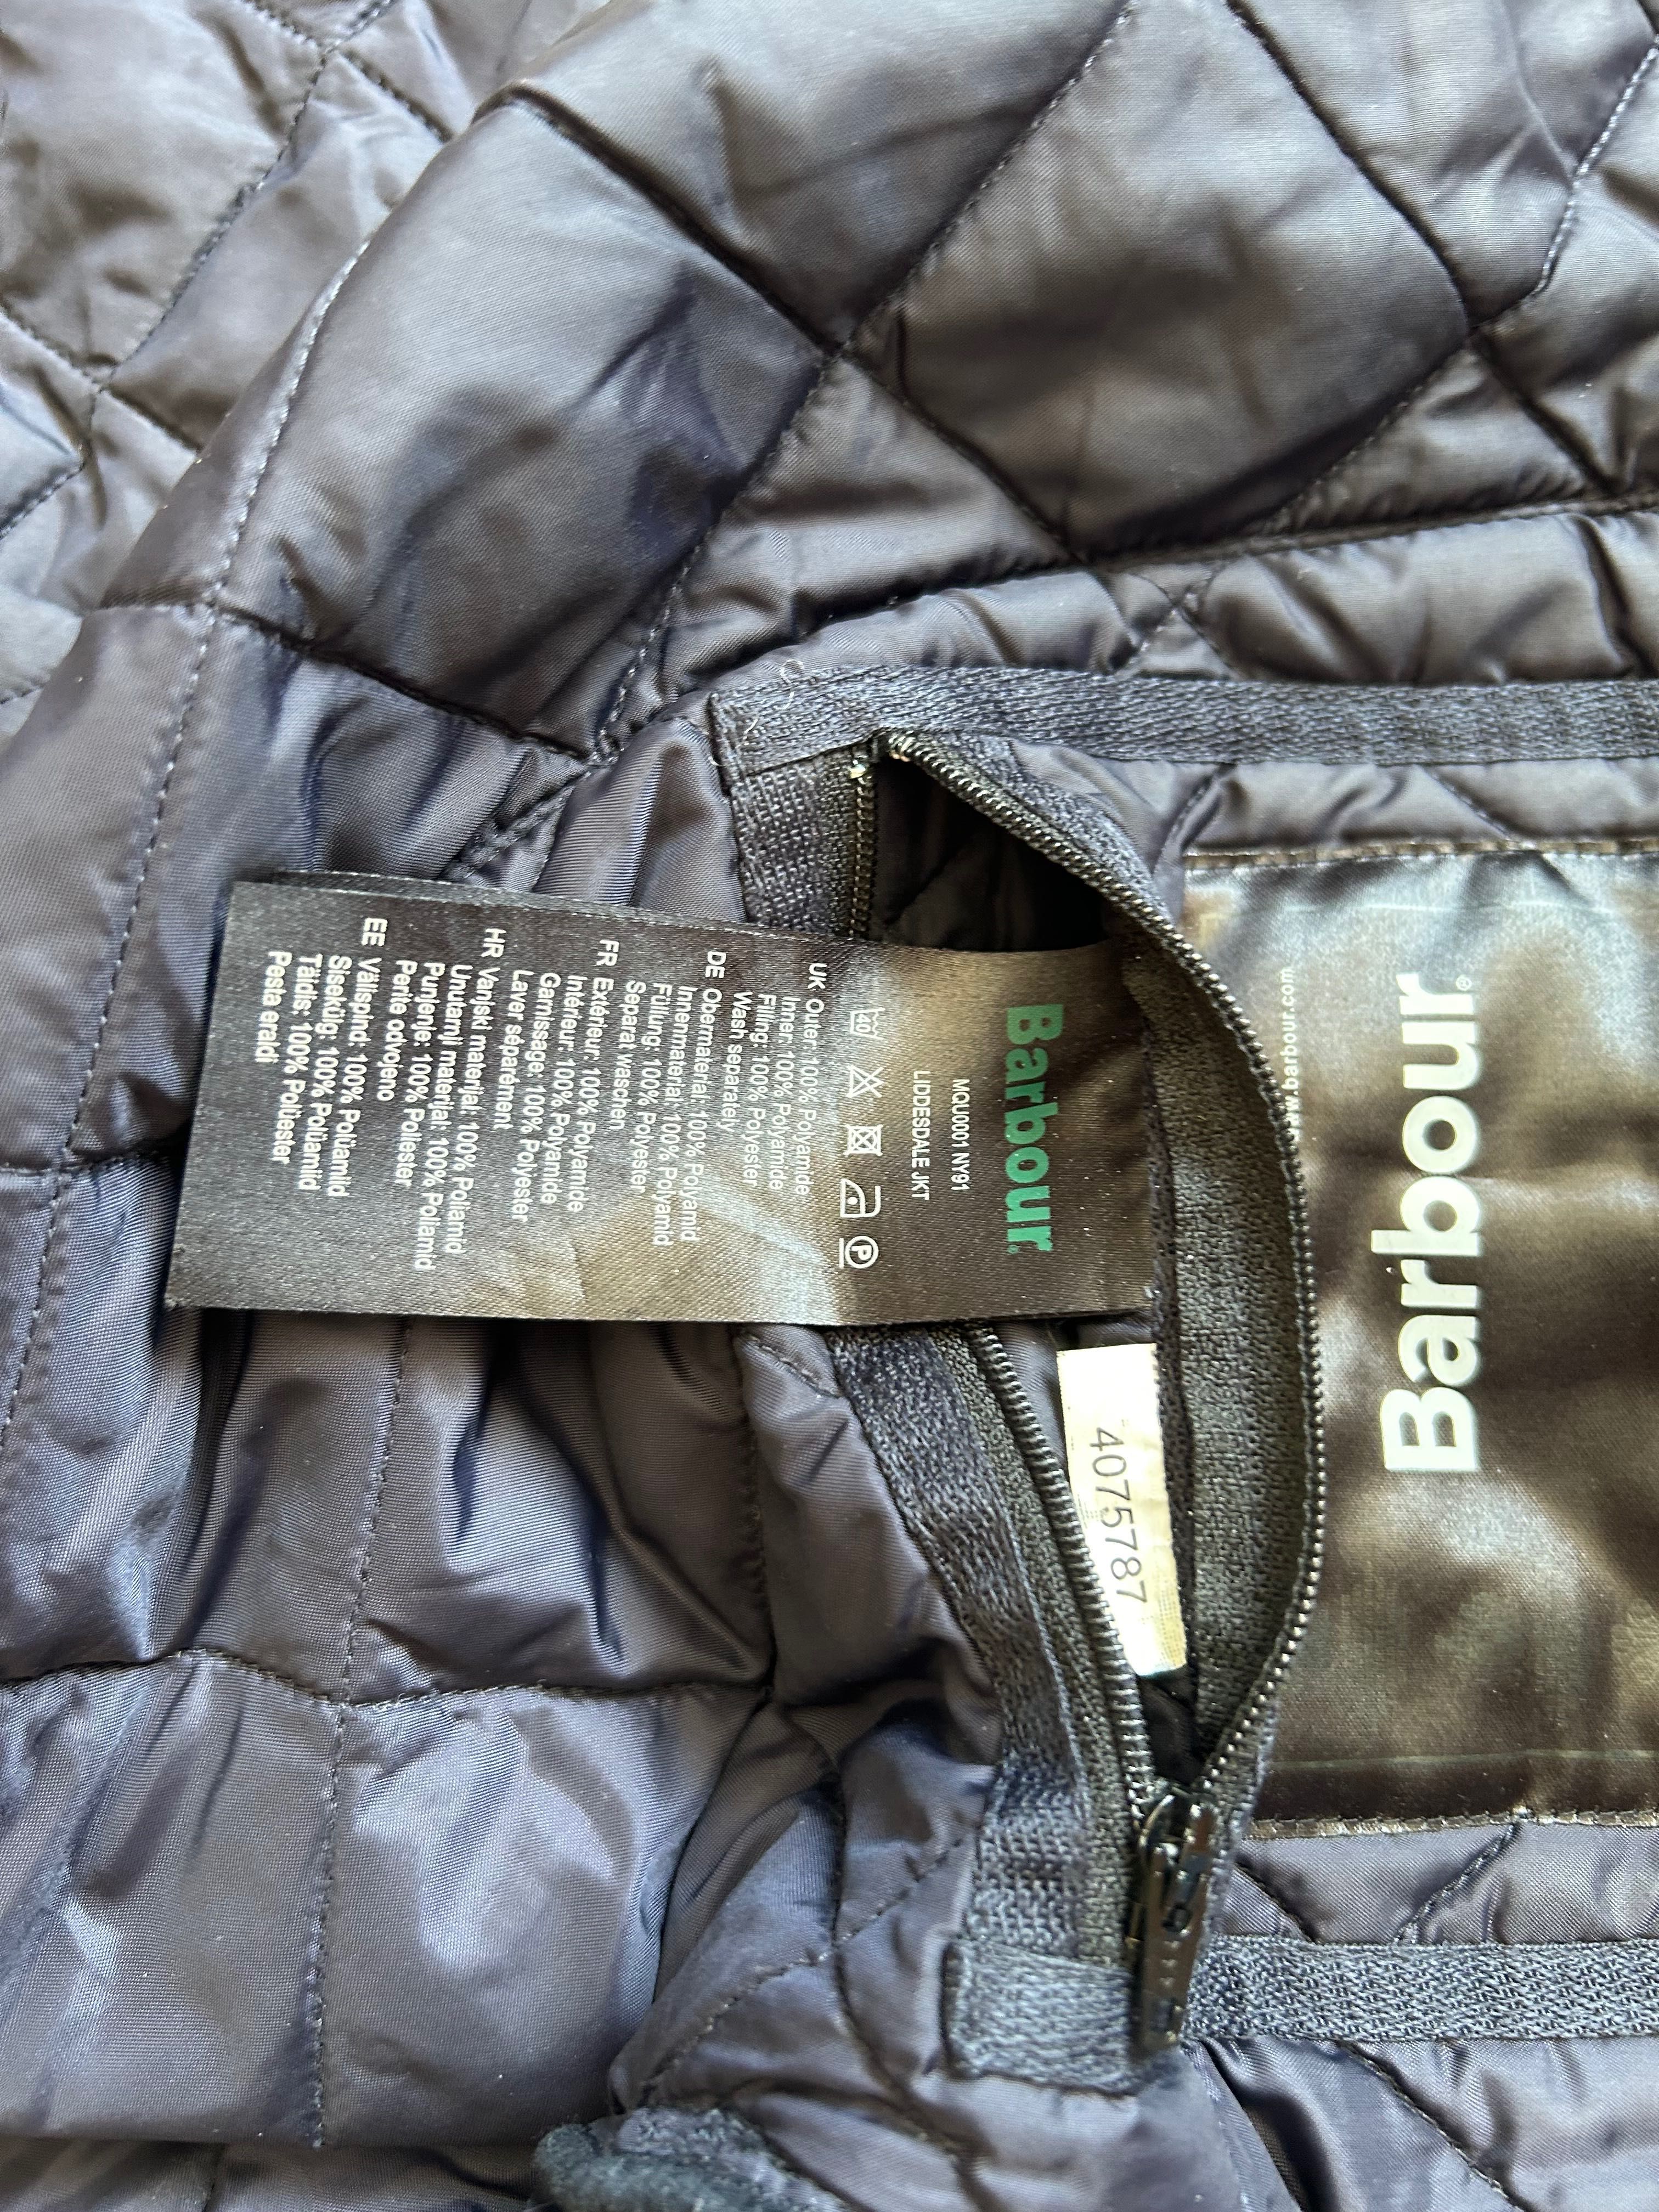 Barbour®
www.barbour.com
Barbour®
MQU0001 NY91
LIDDESDALE JKT
40
P
UK Outer: 100% Polyamide
Inner: 100% Polyamide
Filling: 100% Polyester
Wash separately
DE Obermaterial: 100% Polyamid
Innenmaterial: 100% Polyamid
Füllung: 100% Polyester
Separat waschen
FR Extérieur: 100% Polyamide
Intérieur: 100% Polyamide
Garnissage: 100% Polyester
Laver séparément
HR Vanjski materijal: 100% Poliamid
Unutarnji materijal: 100% Poliamid
Punjenje: 100% Poliester
Perite odvojeno
EE Välispind: 100% Polüamiid
Sisekülg: 100% Polüamiid
Täidis: 100% Polüester
Pesta eraldi
4075787